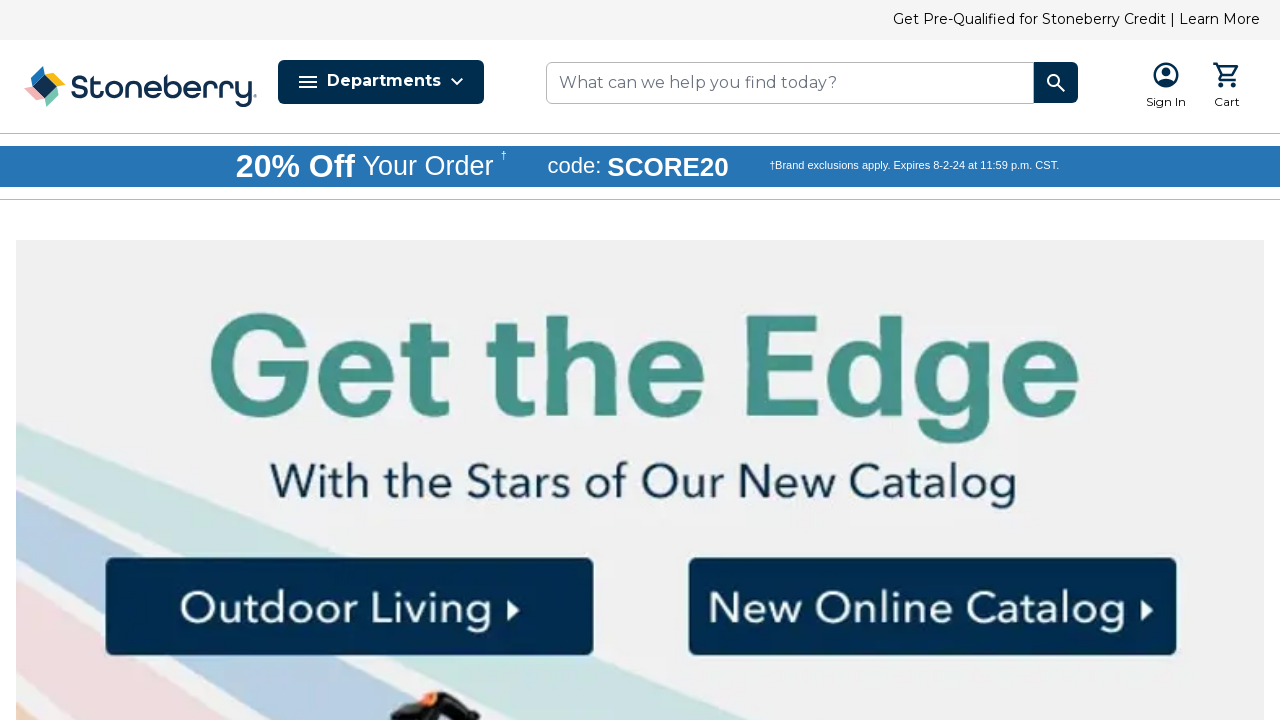 Get Pre-Qualified for Stoneberry Credit | Learn More
Stoneberry®
Departments
What can we help you find today?
Sign In
Cart
20% Off Your Order † code: SCORE20 †Brand exclusions apply. Expires 8-2-24 at 11:59 p.m. CST.
Get the Edge
With the Stars of Our New Catalog
Outdoor Living
New Online Catalog